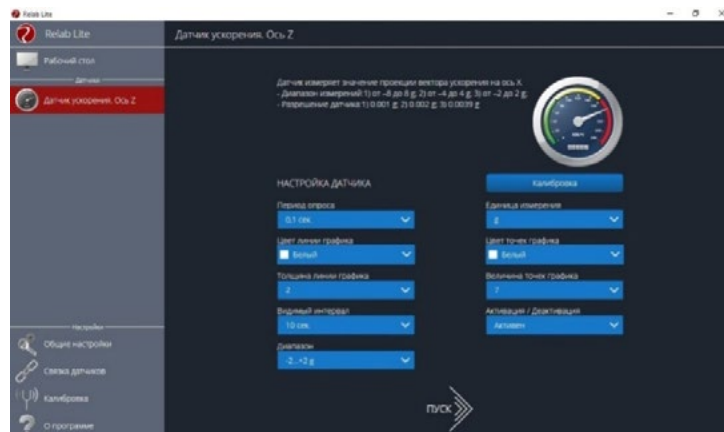 Relab Lite
Relab Lite
Датчик ускорения. Ось Z
Рабочий стол
Датчики
Датчик ускорения. Ось Z
Датчик измеряет значение проекции вектора ускорения на ось X
- Диапазон измерений 1) от -8 до 8 g; 2) от -4 до 4 g; 3) от -2 до 2 g;
- Разрешение датчика 1) 0.001 g; 2) 0.002 g; 3) 0.0039 g
НАСТРОЙКА ДАТЧИКА
Калибровка
Период опроса
Единица измерения
0,1 сек
g
Цвет линии графика
Цвет точек графика
Белый
Белый
Толщина линии графика
Величина точек графика
2
7
Видимый интервал
Активация / Деактивация
10 сек.
Активен
Диапазон
-2..+2 g
Настройки
Общие настройки
Связка датчиков
Калибровка
О программе
ПУСК